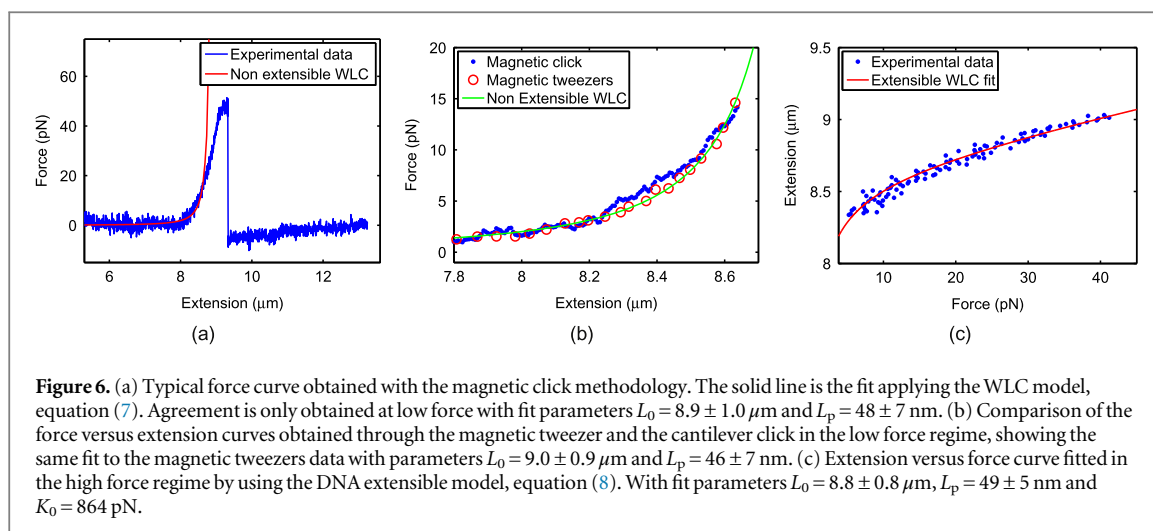 60
40
20
0
Force (pN)
6
8
10
12
Extension (μm)
Experimental data
Non extensible WLC
(a)
20
15
10
5
0
Force (pN)
7.8
8
8.2
8.4
8.6
Extension (μm)
Magnetic click
Magnetic tweezers
Non Extensible WLC
(b)
9.5
9
8.5
8
Extension (μm)
10
20
30
40
Force (pN)
Experimental data
Extensible WLC fit
(c)
Figure 6. (a) Typical force curve obtained with the magnetic click methodology. The solid line is the fit applying the WLC model,
equation (7). Agreement is only obtained at low force with fit parameters L₀ = 8.9 ± 1.0 μm and Lₚ = 48 ± 7 nm. (b) Comparison of the
force versus extension curves obtained through the magnetic tweezer and the cantilever click in the low force regime, showing the
same fit to the magnetic tweezers data with parameters L₀ = 9.0 ± 0.9 μm and Lₚ = 46 ± 7 nm. (c) Extension versus force curve fitted in
the high force regime by using the DNA extensible model, equation (8). With fit parameters L₀ = 8.8 ± 0.8 μm, Lₚ = 49 ± 5 nm and
K₀ = 864 pN.